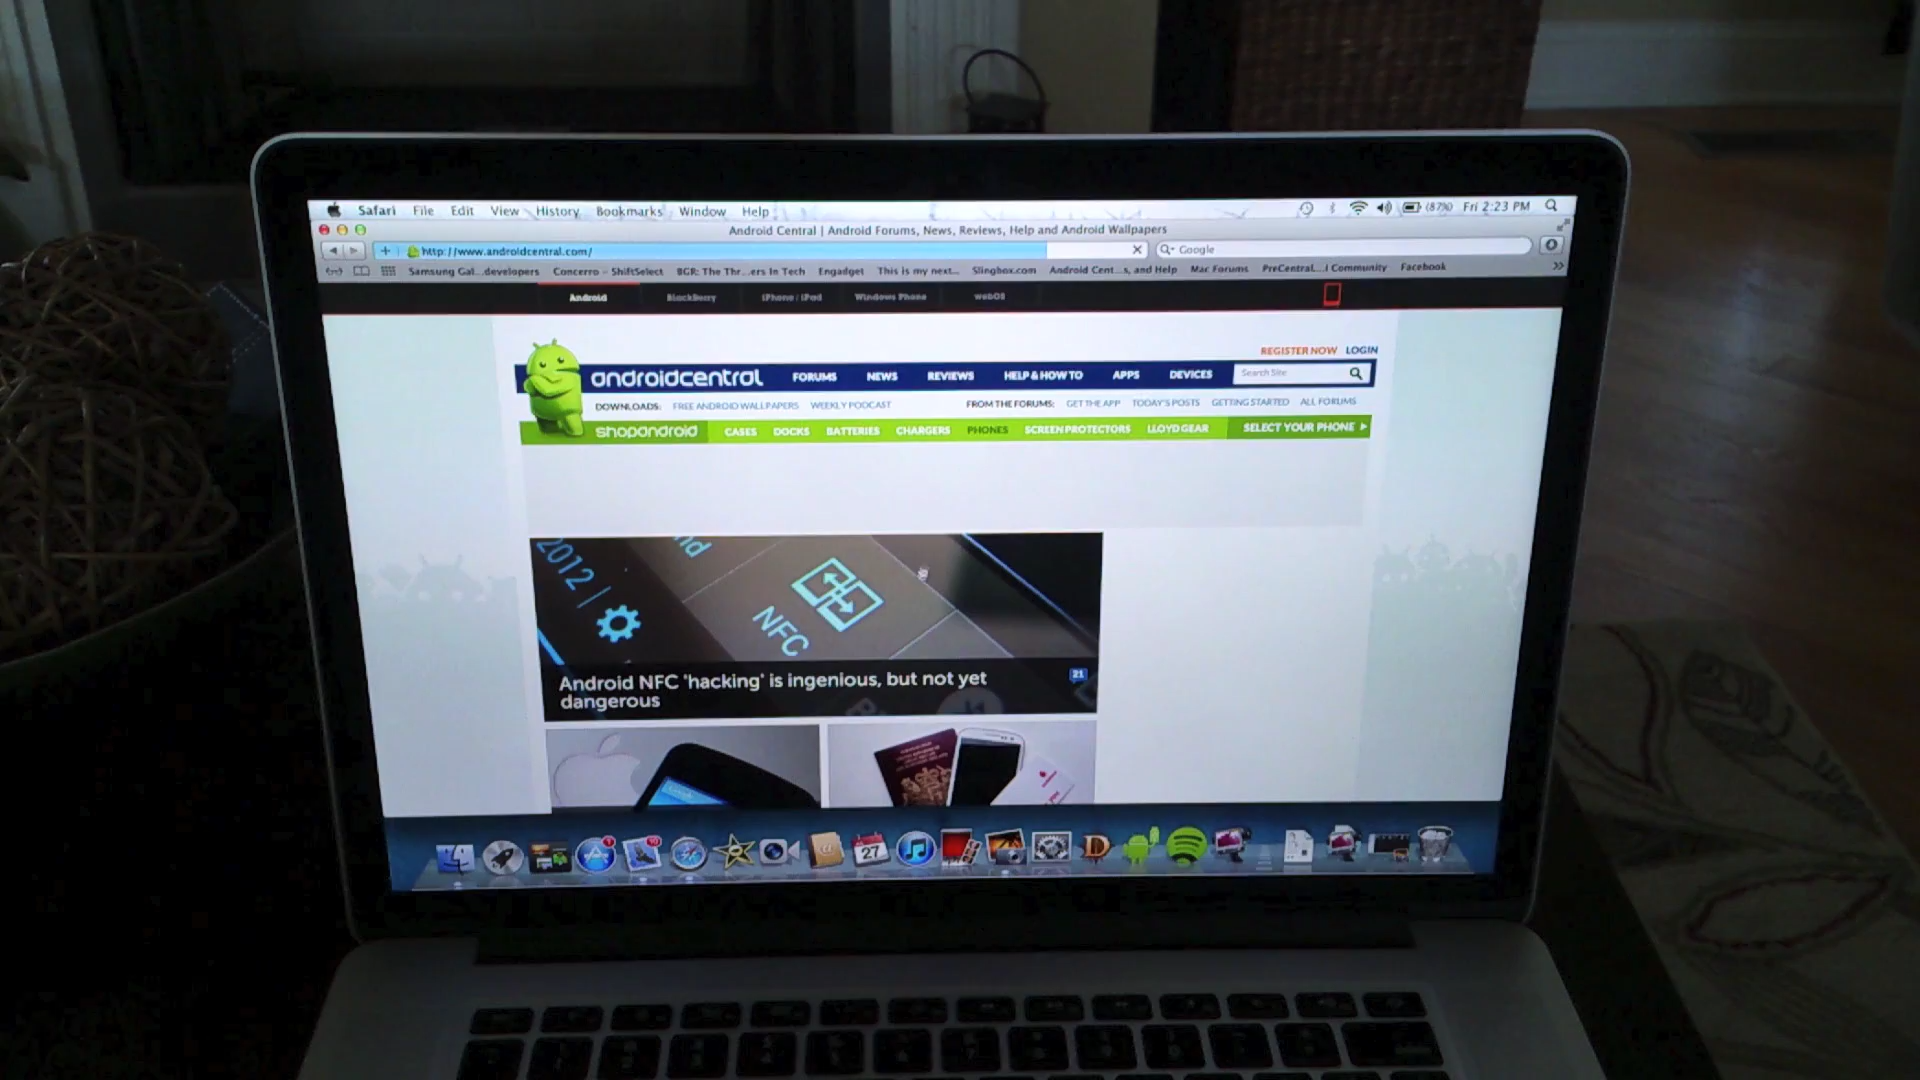 Safari File Edit View History Bookmarks Window Help (87%) Fri 2:23 PM
Android Central | Android Forums, News, Reviews, Help and Android Wallpapers
http://www.androidcentral.com/ Google
Samsung Gal...developers Concerro - ShiftSelect BGR: The Thr...ers In Tech Engadget This is my next... Slingbox.com Android Cent...s, and Help Mac Forums PreCentral...l Community Facebook
Android BlackBerry iPhone / iPad Windows Phone webOS
REGISTER NOW LOGIN
androidcentral FORUMS NEWS REVIEWS HELP & HOW TO APPS DEVICES Search Site
DOWNLOADS: FREE ANDROID WALLPAPERS WEEKLY PODCAST FROM THE FORUMS: GET THE APP TODAY'S POSTS GETTING STARTED ALL FORUMS
shopandroid CASES DOCKS BATTERIES CHARGERS PHONES SCREEN PROTECTORS LLOYD GEAR SELECT YOUR PHONE
2012 | nd
NFC
Android NFC 'hacking' is ingenious, but not yet 21
dangerous
Google
27 D